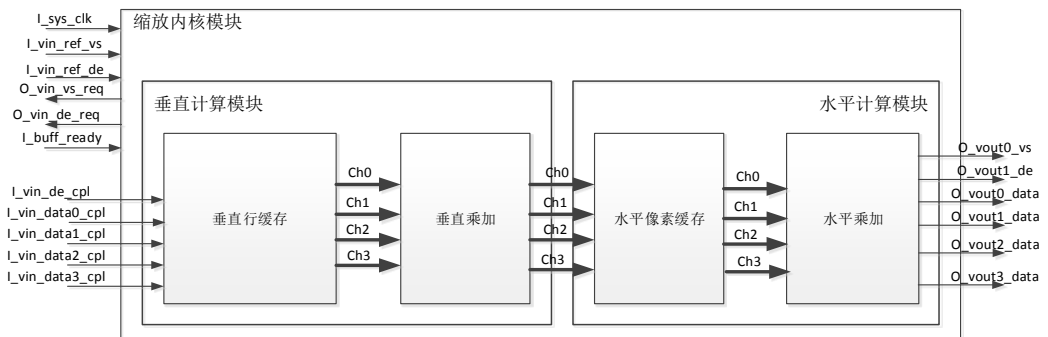 I_sys_clk
缩放内核模块
I_vin_ref_vs
I_vin_ref_de
O_vin_vs_req
O_vin_de_req
I_buff_ready
垂直计算模块
水平计算模块
I_vin_de_cpl
I_vin_data0_cpl
I_vin_data1_cpl
I_vin_data2_cpl
I_vin_data3_cpl
垂直行缓存
Ch0
Ch1
Ch2
Ch3
垂直乘加
Ch0
Ch1
Ch2
Ch3
水平像素缓存
Ch0
Ch1
Ch2
Ch3
水平乘加
O_vout0_vs
O_vout1_de
O_vout0_data
O_vout1_data
O_vout2_data
O_vout3_data